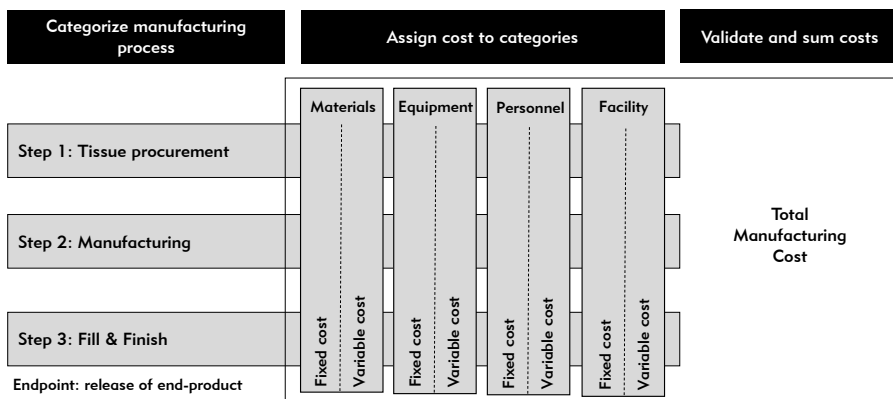 Categorize manufacturing
process
Assign cost to categories
Validate and sum costs
Materials
Equipment
Personnel
Facility
Step 1: Tissue procurement
Step 2: Manufacturing
Step 3: Fill & Finish
Fixed cost
Variable cost
Fixed cost
Variable cost
Fixed cost
Variable cost
Fixed cost
Variable cost
Total
Manufacturing
Cost
Endpoint: release of end-product